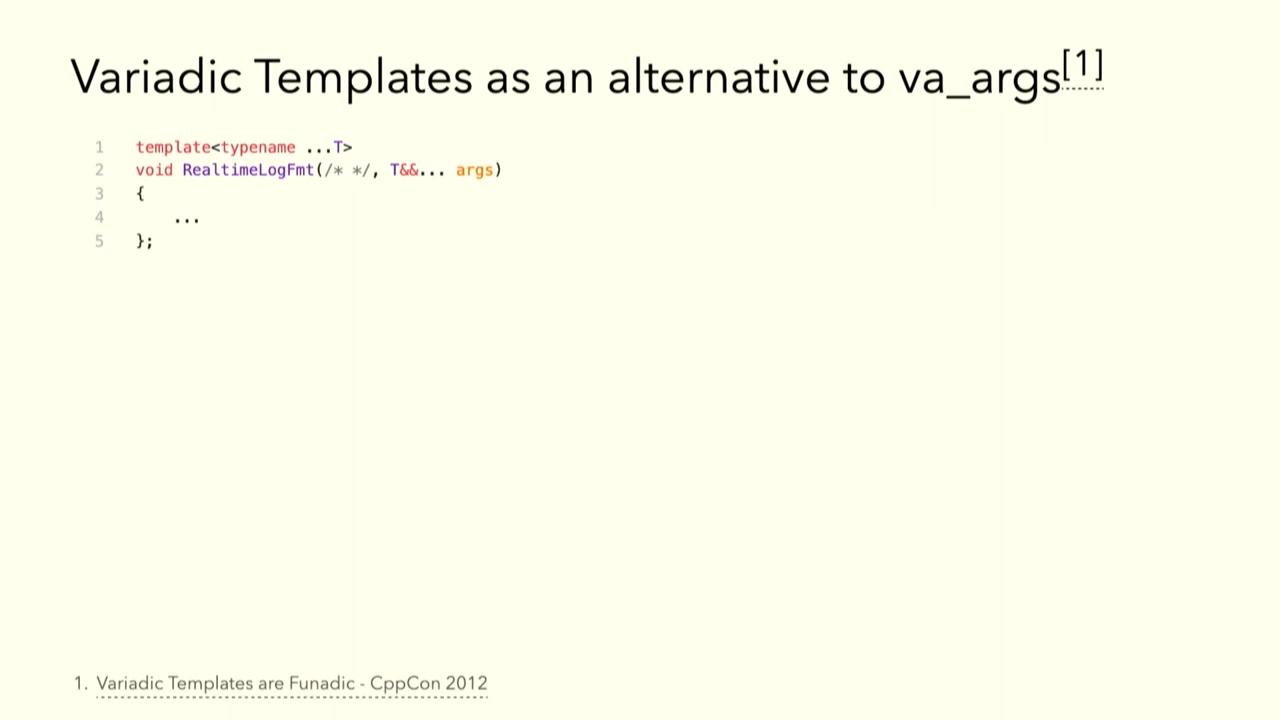 Variadic Templates as an alternative to va_args[1]
1 template<typename ...T>
2 void RealtimeLogFmt(/* */, T&&... args)
3 {
4 ...
5 };
1. Variadic Templates are Funadic - CppCon 2012